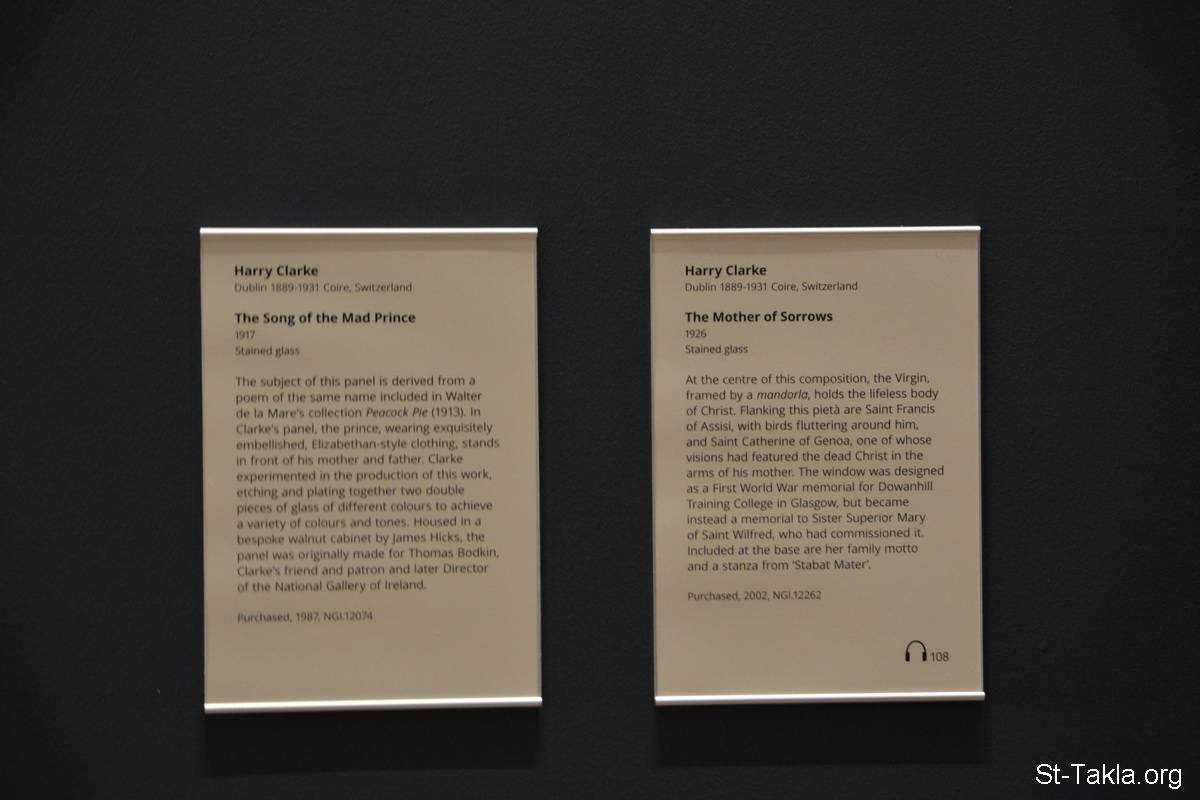 Harry Clarke
Dublin 1889-1931 Coire, Switzerland
The Song of the Mad Prince
1917
Stained glass
The subject of this panel is derived from a
poem of the same name included in Walter
de la Mare's collection Peacock Pie (1913). In
Clarke's panel, the prince, wearing exquisitely
embellished, Elizabethan-style clothing, stands
in front of his mother and father. Clarke
experimented in the production of this work,
etching and plating together two double
pieces of glass of different colours to achieve
a variety of colours and tones. Housed in a
bespoke walnut cabinet by James Hicks, the
panel was originally made for Thomas Bodkin,
Clarke's friend and patron and later Director
of the National Gallery of Ireland.
Purchased, 1987, NGI.12074
Harry Clarke
Dublin 1889-1931 Coire, Switzerland
The Mother of Sorrows
1926
Stained glass
At the centre of this composition, the Virgin,
framed by a mandorla, holds the lifeless body
of Christ. Flanking this pietà are Saint Francis
of Assisi, with birds fluttering around him,
and Saint Catherine of Genoa, one of whose
visions had featured the dead Christ in the
arms of his mother. The window was designed
as a First World War memorial for Dowanhill
Training College in Glasgow, but became
instead a memorial to Sister Superior Mary
of Saint Wilfred, who had commissioned it.
Included at the base are her family motto
and a stanza from 'Stabat Mater'.
Purchased, 2002, NGI.12262
108
St-Takla.org